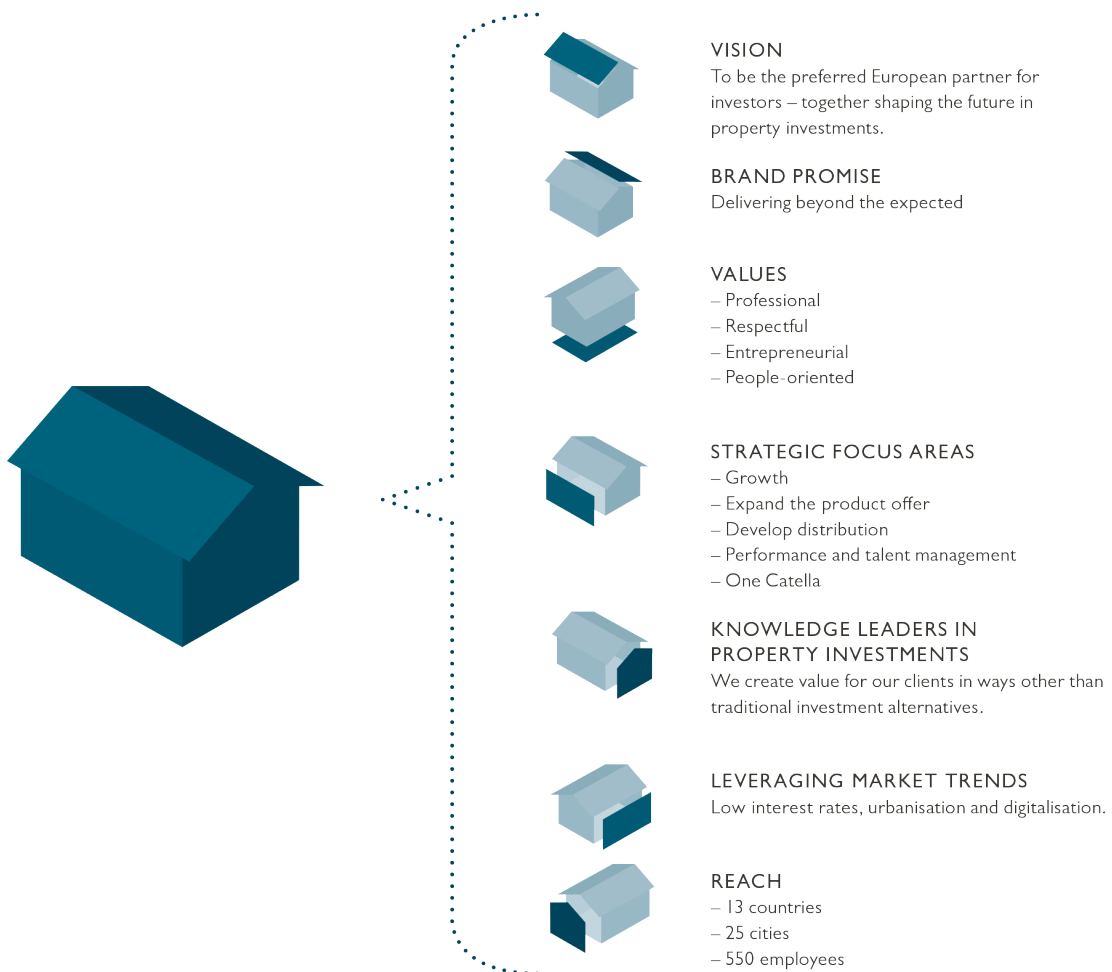 VISION
To be the preferred European partner for
investors – together shaping the future in
property investments.
BRAND PROMISE
Delivering beyond the expected
VALUES
– Professional
– Respectful
– Entrepreneurial
– People-oriented
STRATEGIC FOCUS AREAS
– Growth
– Expand the product offer
– Develop distribution
– Performance and talent management
– One Catella
KNOWLEDGE LEADERS IN
PROPERTY INVESTMENTS
We create value for our clients in ways other than
traditional investment alternatives.
LEVERAGING MARKET TRENDS
Low interest rates, urbanisation and digitalisation.
REACH
– 13 countries
– 25 cities
– 550 employees